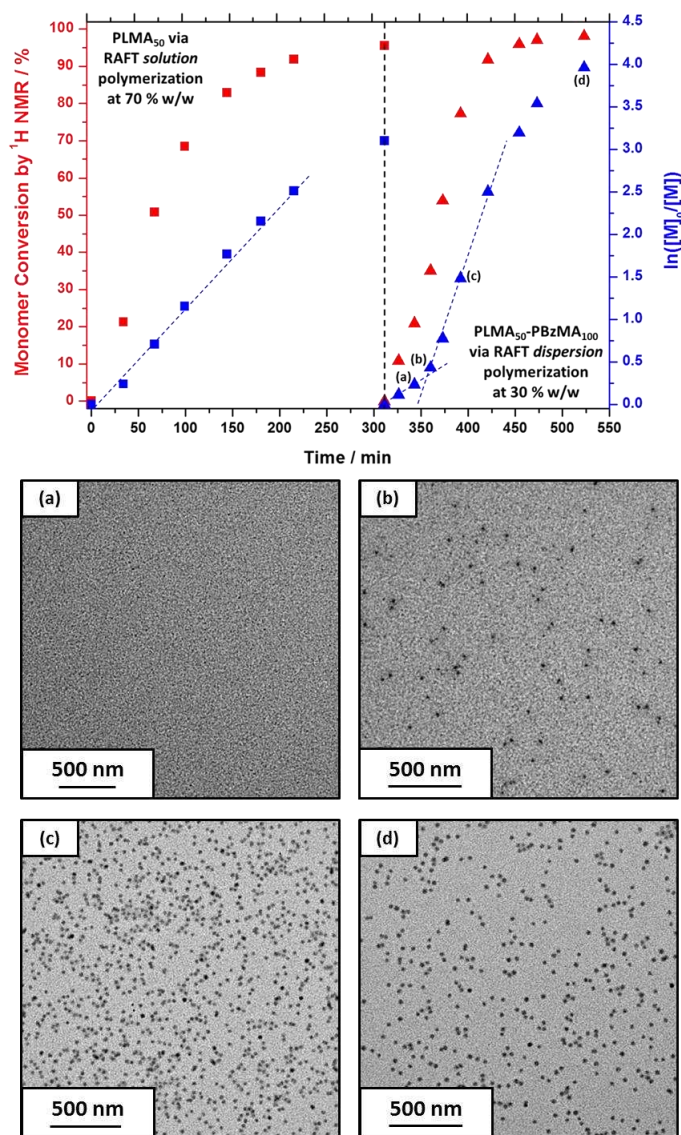 PLMA₅₀ via
RAFT solution
polymerization
at 70 % w/w
Monomer Conversion by ¹H NMR / %
100
90
80
70
60
50
40
30
20
10
0
4.5
4.0
3.5
3.0
2.5
2.0
1.5
1.0
0.5
0.0
ln([M]₀/[M])
(d)
(c)
(b)
(a)
PLMA₅₀-PBzMA₁₀₀
via RAFT dispersion
polymerization
at 30 % w/w
0 50 100 150 200 250 300 350 400 450 500 550
Time / min
(a)
500 nm
(b)
500 nm
(c)
500 nm
(d)
500 nm